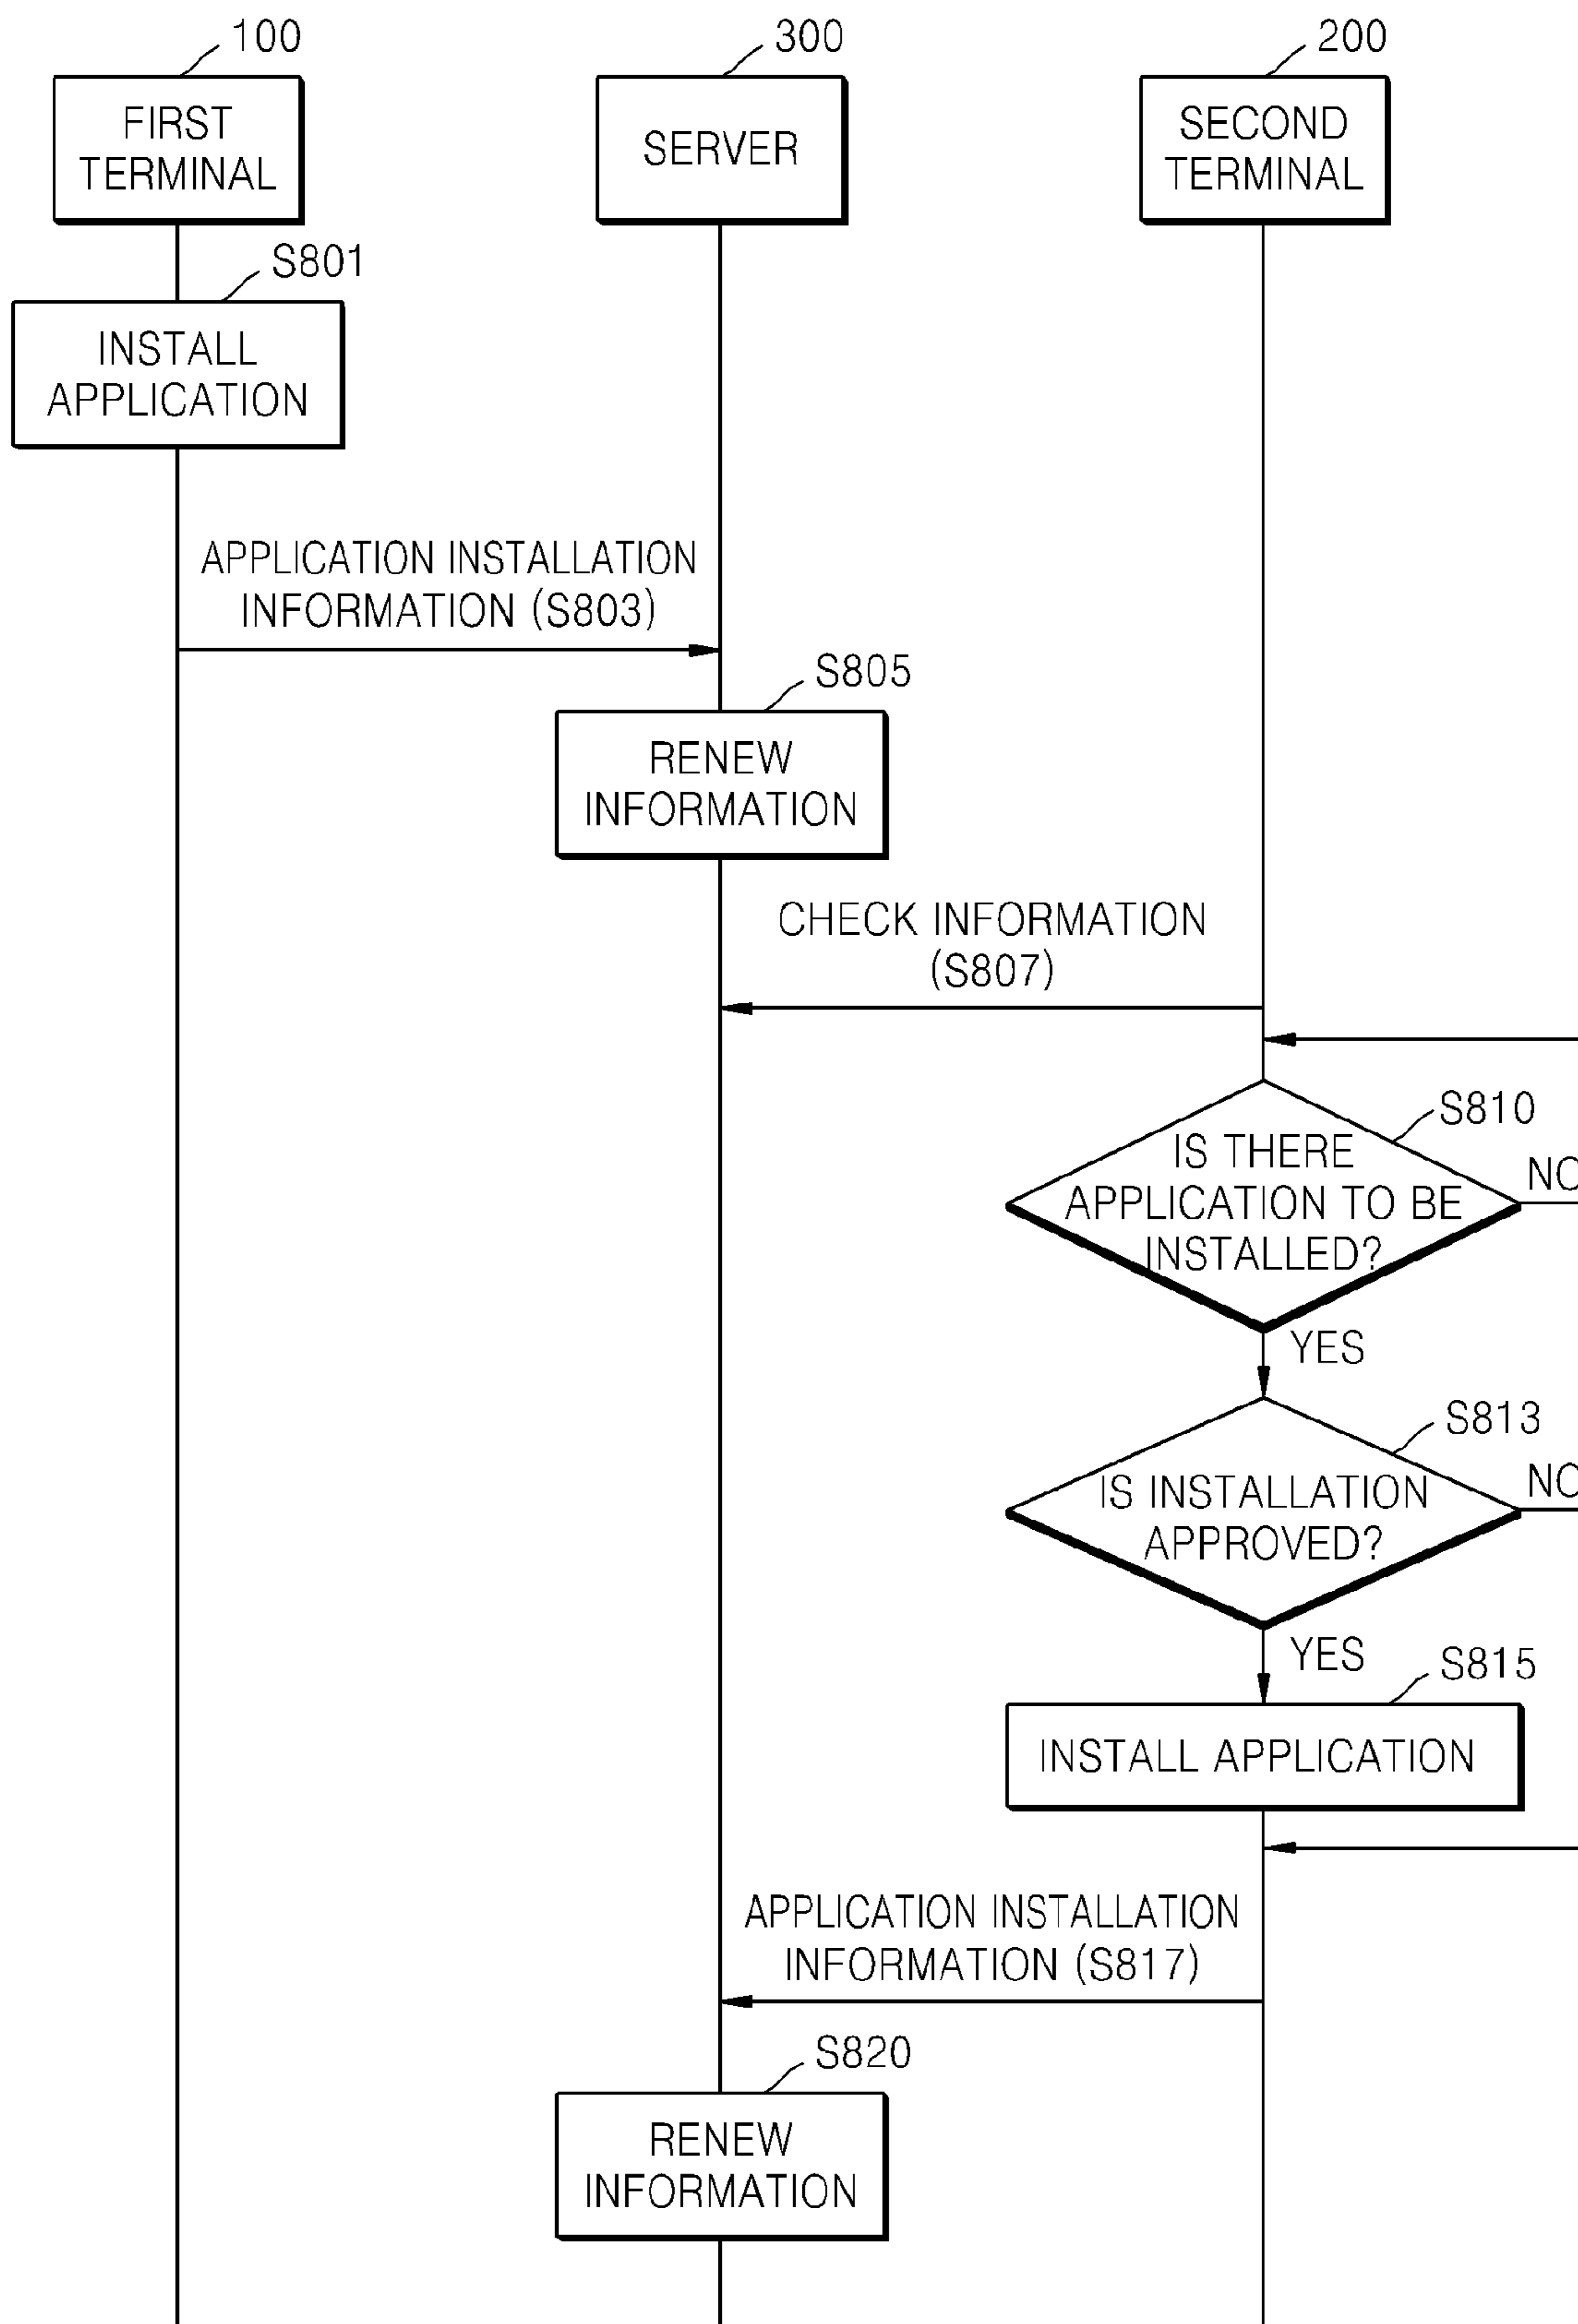 100
300
200
FIRST
TERMINAL
SERVER
SECOND
TERMINAL
S801
INSTALL
APPLICATION
APPLICATION INSTALLATION
INFORMATION (S803)
S805
RENEW
INFORMATION
CHECK INFORMATION
(S807)
S810
IS THERE
APPLICATION TO BE
INSTALLED?
NO
YES
S813
IS INSTALLATION
APPROVED?
NO
YES
S815
INSTALL APPLICATION
APPLICATION INSTALLATION
INFORMATION (S817)
S820
RENEW
INFORMATION